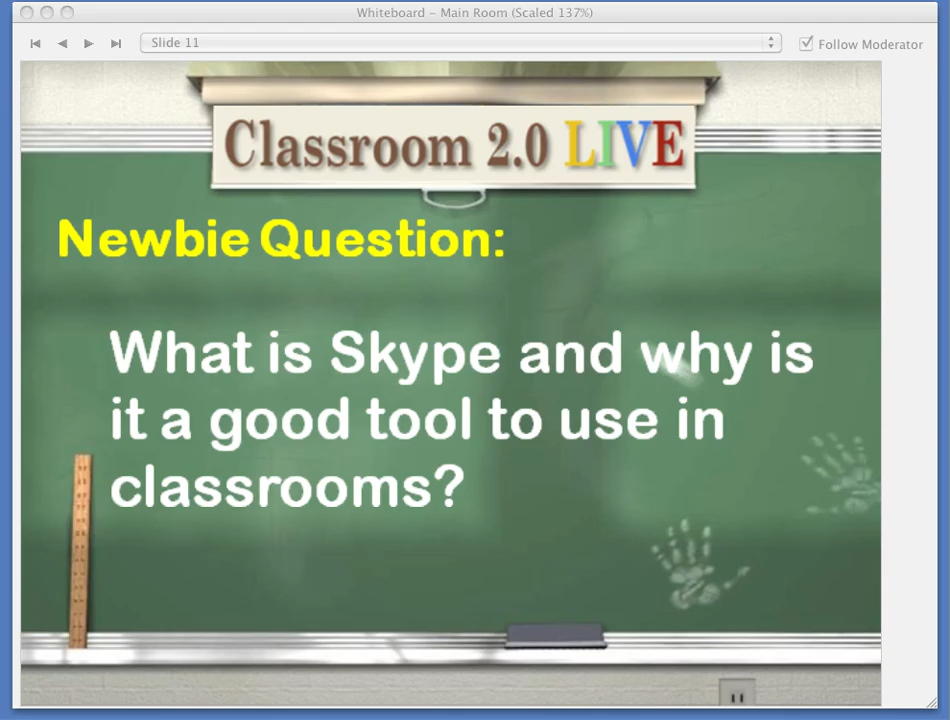 Whiteboard – Main Room (Scaled 137%)
Slide 11
Follow Moderator
Classroom 2.0 LIVE
Newbie Question:
What is Skype and why is
it a good tool to use in
classrooms?